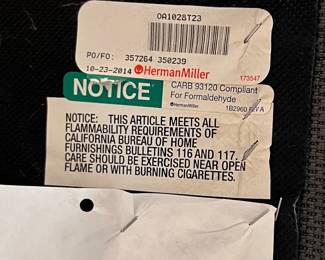 OA1028T23
PO/FO: 357264 350239
10-23-2014 HermanMiller 173547
NOTICE
CARB 93120 Compliant
For Formaldehyde
HermanMiller 1B2960
NOTICE: THIS ARTICLE MEETS ALL
FLAMMABILITY REQUIREMENTS OF
CALIFORNIA BUREAU OF HOME
FURNISHINGS BULLETINS 116 AND 117.
CARE SHOULD BE EXERCISED NEAR OPEN
FLAME OR WITH BURNING CIGARETTES.